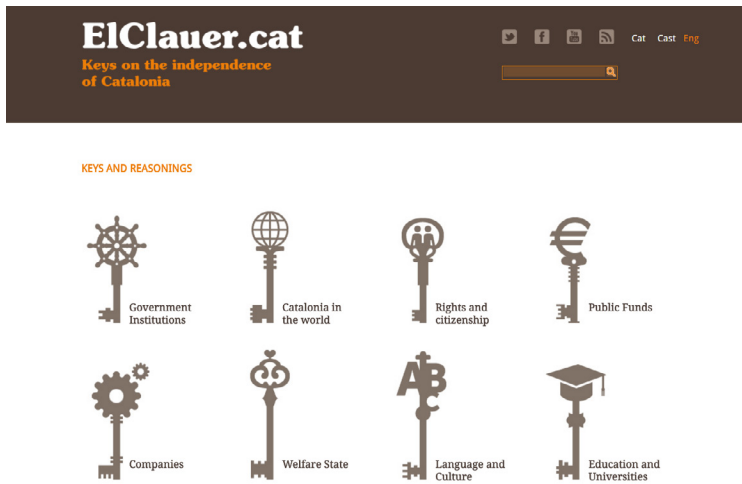 ElClauer.cat
Keys on the independence
of Catalonia
Cat Cast Eng
KEYS AND REASONINGS
Government
Institutions
Catalonia in
the world
Rights and
citizenship
Public Funds
Companies
Welfare State
Language and
Culture
Education and
Universities